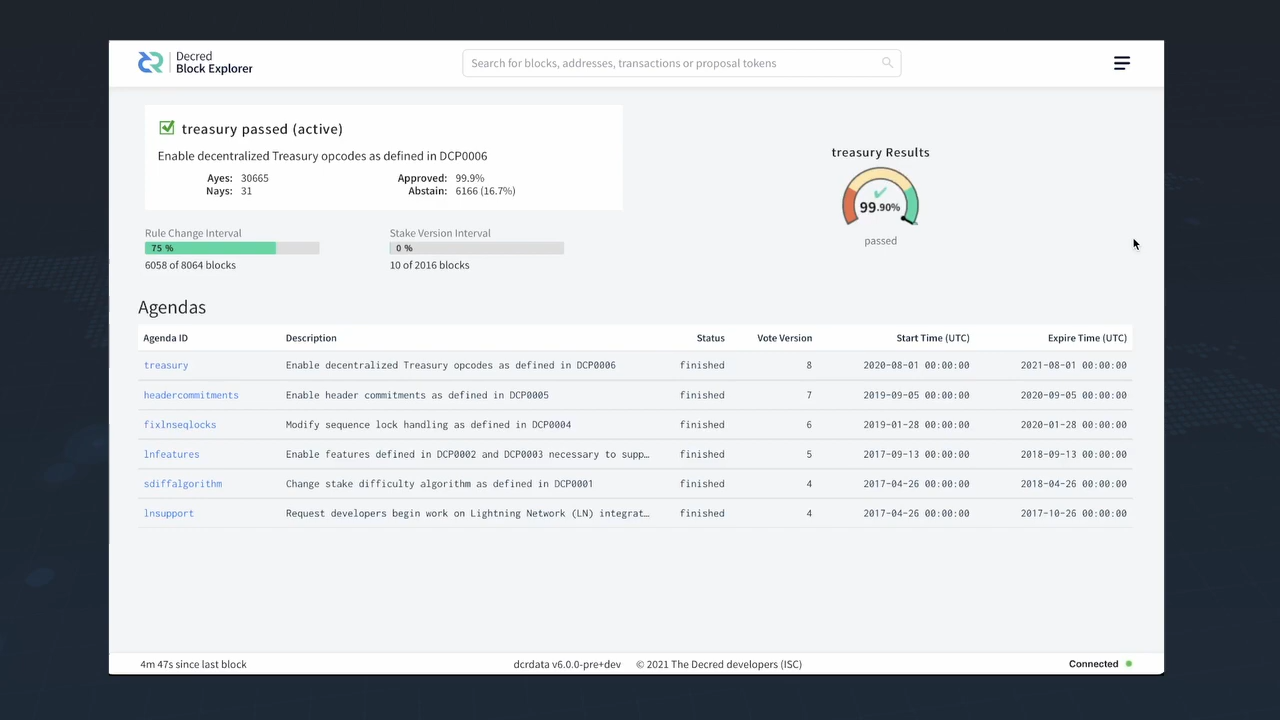 Decred
Block Explorer
Search for blocks, addresses, transactions or proposal tokens
treasury passed (active)
Enable decentralized Treasury opcodes as defined in DCP0006
Ayes: 30665 Approved: 99.9%
Nays: 31 Abstain: 6166 (16.7%)
treasury Results
99.90%
passed
Rule Change Interval Stake Version Interval
75 % 0 %
6058 of 8064 blocks 10 of 2016 blocks
Agendas
Agenda ID Description Status Vote Version Start Time (UTC) Expire Time (UTC)
treasury Enable decentralized Treasury opcodes as defined in DCP0006 finished 8 2020-08-01 00:00:00 2021-08-01 00:00:00
headercommitments Enable header commitments as defined in DCP0005 finished 7 2019-09-05 00:00:00 2020-09-05 00:00:00
fixlnseqlocks Modify sequence lock handling as defined in DCP0004 finished 6 2019-01-28 00:00:00 2020-01-28 00:00:00
lnfeatures Enable features defined in DCP0002 and DCP0003 necessary to supp… finished 5 2017-09-13 00:00:00 2018-09-13 00:00:00
sdiffalgorithm Change stake difficulty algorithm as defined in DCP0001 finished 4 2017-04-26 00:00:00 2018-04-26 00:00:00
lnsupport Request developers begin work on Lightning Network (LN) integrat… finished 4 2017-04-26 00:00:00 2017-10-26 00:00:00
4m 47s since last block dcrdata v6.0.0-pre+dev © 2021 The Decred developers (ISC) Connected